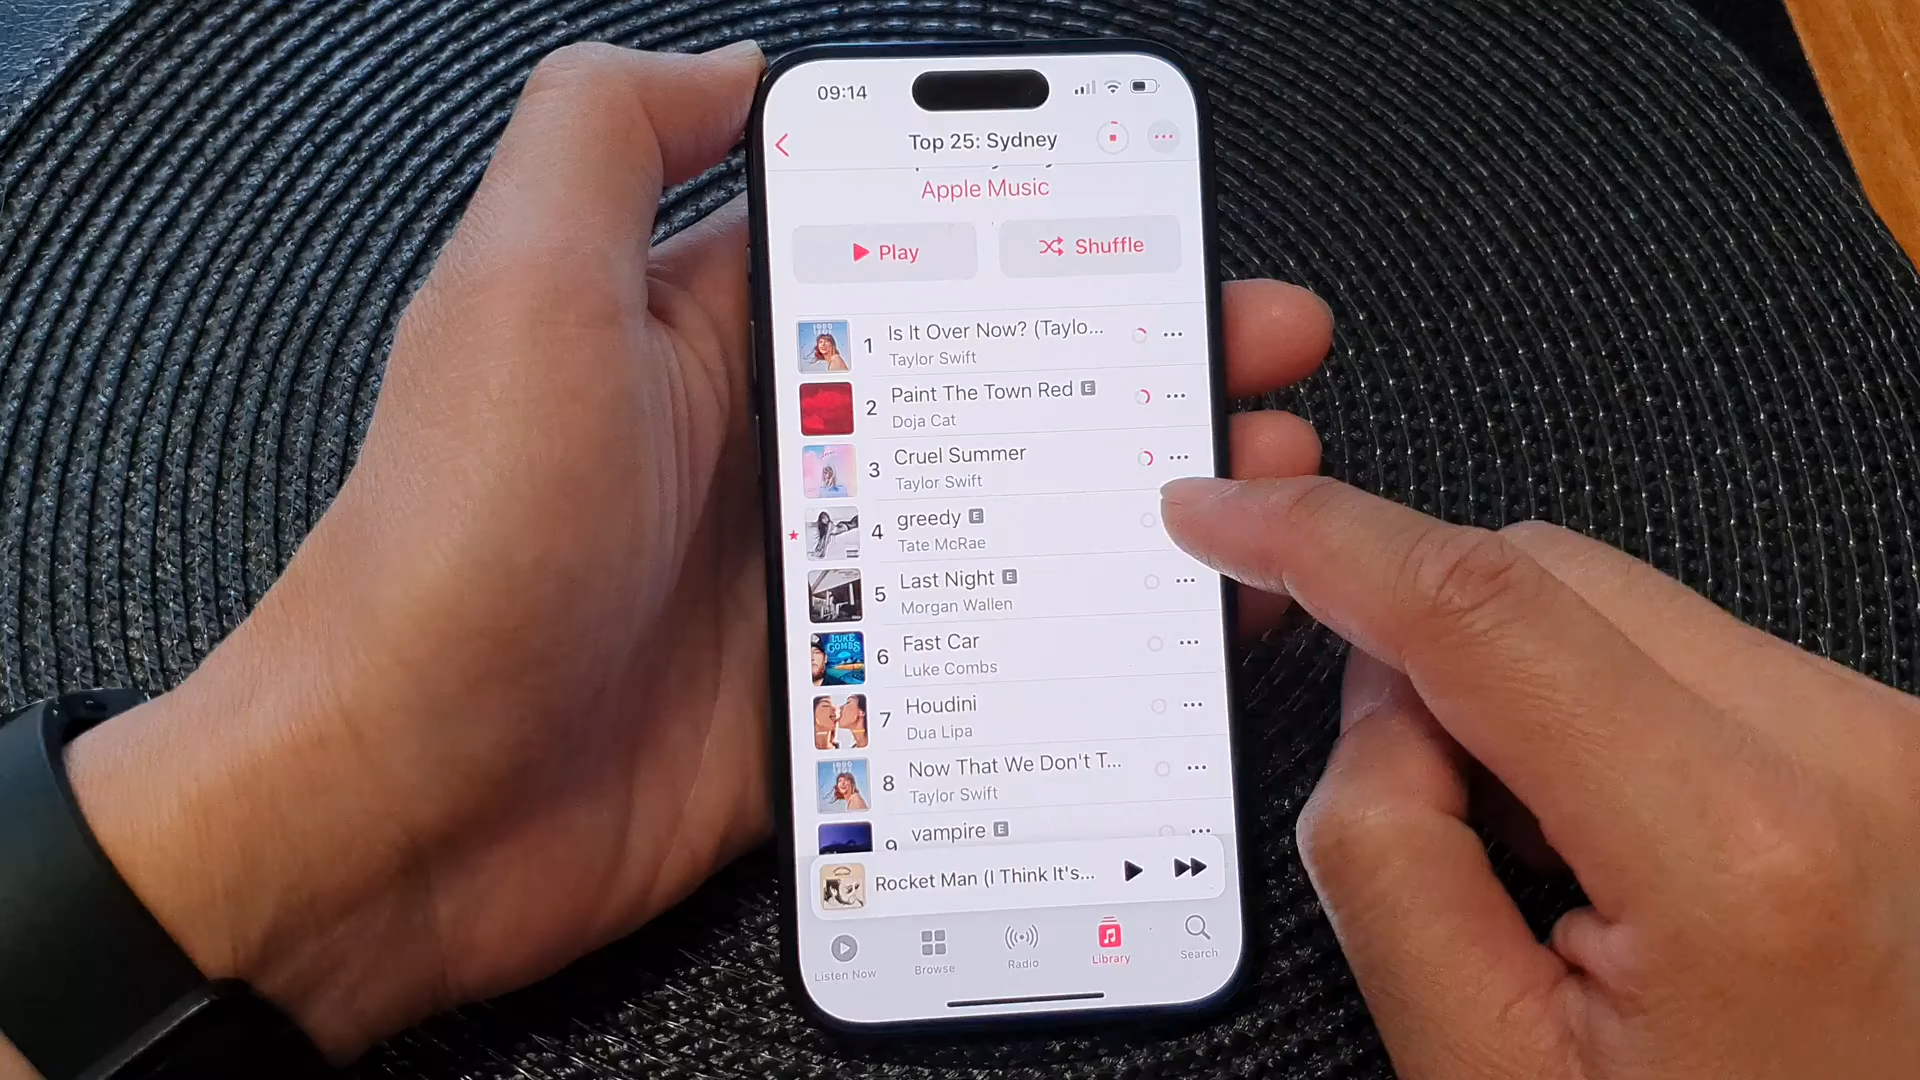 09:14
Top 25: Sydney
Apple Music
Play
Shuffle
1 Is It Over Now? (Taylo...
Taylor Swift
2 Paint The Town Red E
Doja Cat
3 Cruel Summer
Taylor Swift
4 greedy E
Tate McRae
5 Last Night E
Morgan Wallen
LUKE
COMBS
6 Fast Car
Luke Combs
7 Houdini
Dua Lipa
8 Now That We Don't T...
Taylor Swift
9 vampire E
Rocket Man (I Think It's...
Listen Now
Browse
Radio
Library
Search